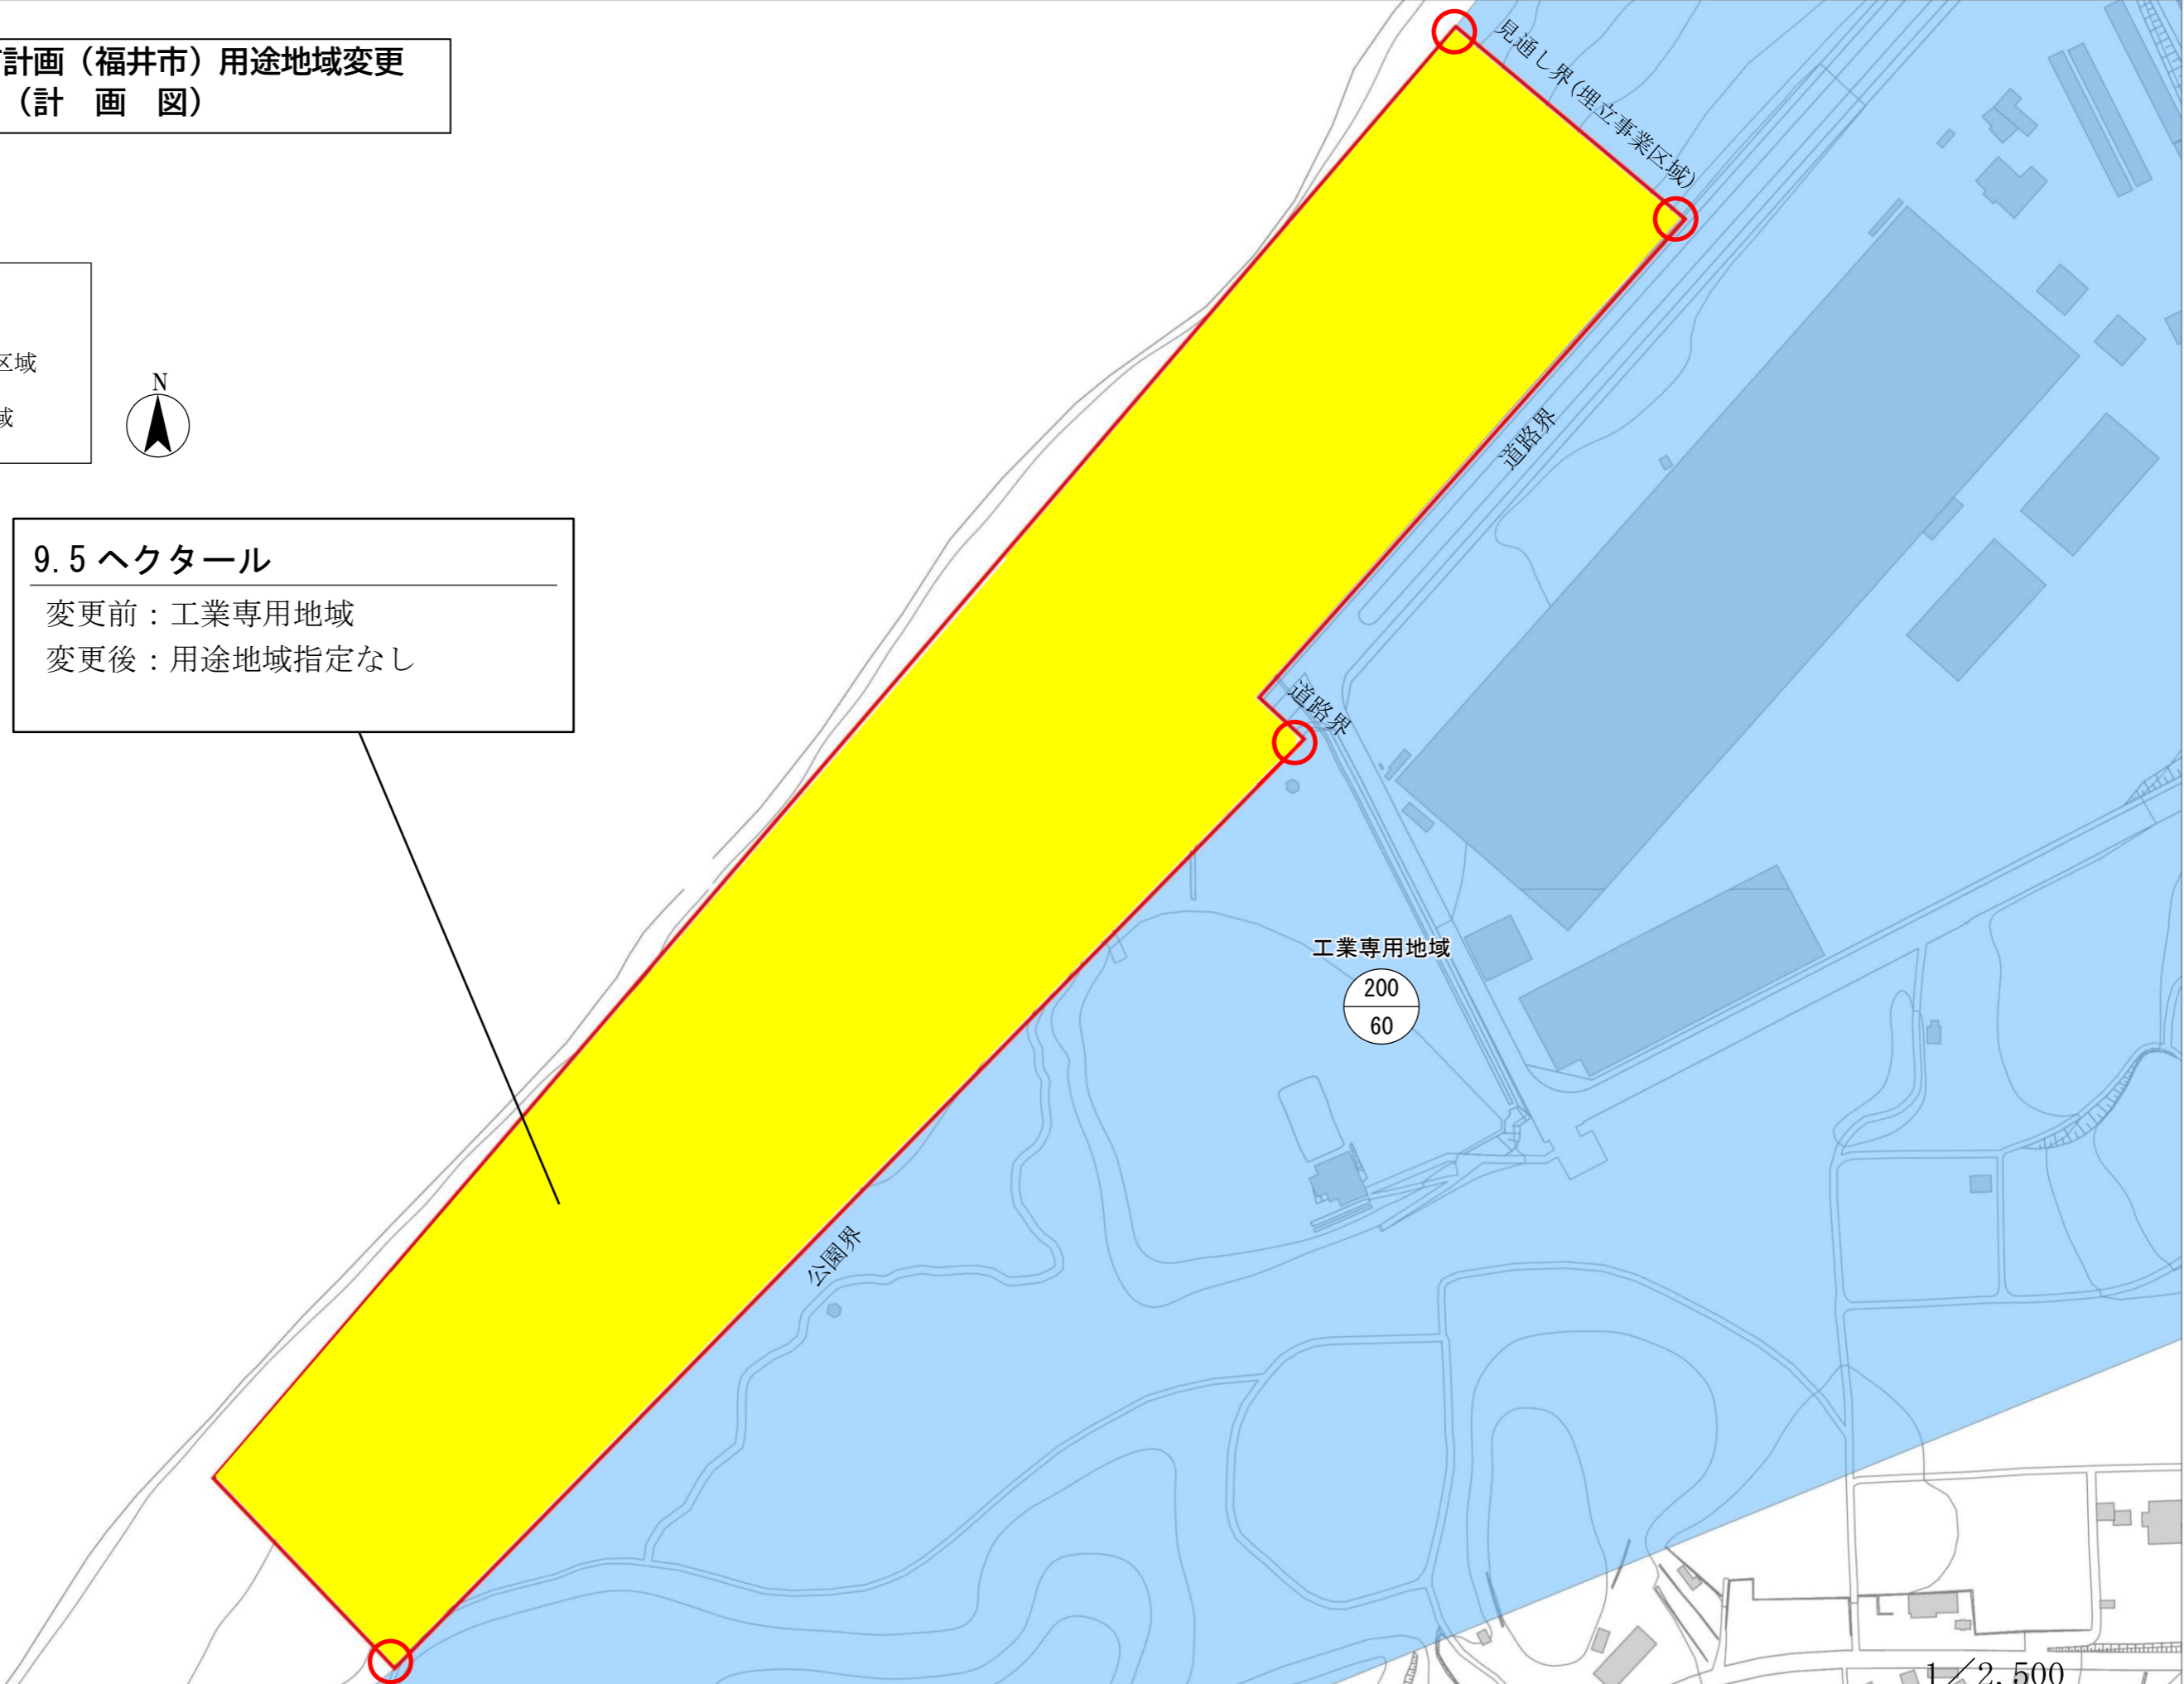 計画（福井市）用途地域変更
（計　画　図）
区域
域
N
9.5 ヘクタール
変更前：工業専用地域
変更後：用途地域指定なし
見通し界(埋立事業区域)
道路界
道路界
工業専用地域
200
60
公園界
1／2,500